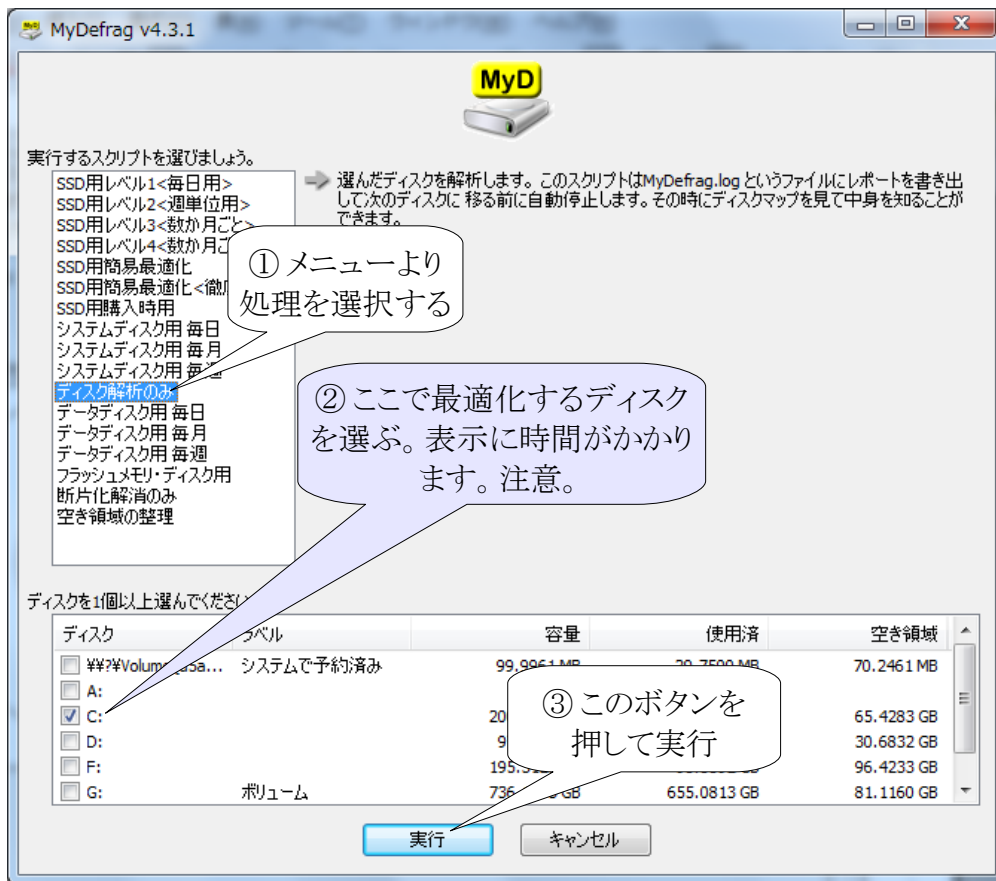 MyDefrag v4.3.1
MyD
実行するスクリプトを選びましょう。
SSD用レベル1<毎日用>
SSD用レベル2<週単位用>
SSD用レベル3<数か月ごと>
SSD用レベル4<数か月ご
SSD用簡易最適化
SSD用簡易最適化<徹
SSD用購入時用
システムディスク用 毎日
システムディスク用 毎月
システムディスク用 毎週
ディスク解析のみ
データディスク用 毎日
データディスク用 毎月
データディスク用 毎週
フラッシュメモリ・ディスク用
断片化解消のみ
空き領域の整理
選んだディスクを解析します。このスクリプトはMyDefrag.log というファイルにレポートを書き出
して次のディスクに 移る前に自動停止します。その時にディスクマップを見て中身を知ることが
できます。
①メニューより
処理を選択する
②ここで最適化するディスク
を選ぶ。表示に時間がかかり
ます。注意。
ディスクを1個以上選んでください
ディスク ラベル 容量 使用済 空き領域
¥¥?¥Volume システムで予約済み 99.9961 MB 29.7500 MB 70.2461 MB
A:
C: 65.4283 GB
D: 30.6832 GB
F: 96.4233 GB
G: ボリューム 736 GB 655.0813 GB 81.1160 GB
③このボタンを
押して実行
実行 キャンセル